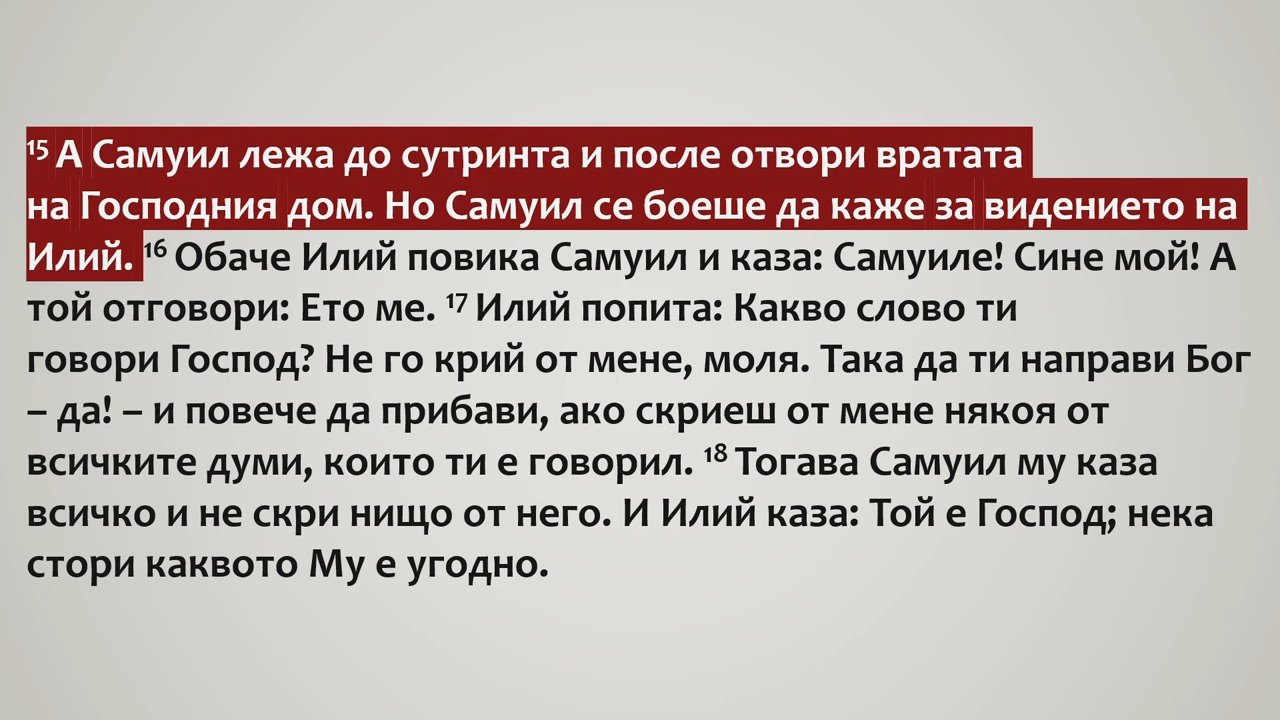 15 А Самуил лежа до сутринта и после отвори вратата
на Господния дом. Но Самуил се боеше да каже за видението на
Илий. 16 Обаче Илий повика Самуил и каза: Самуиле! Сине мой! А
той отговори: Ето ме. 17 Илий попита: Какво слово ти
говори Господ? Не го крий от мене, моля. Така да ти направи Бог
– да! – и повече да прибави, ако скриеш от мене някоя от
всичките думи, които ти е говорил. 18 Тогава Самуил му каза
всичко и не скри нищо от него. И Илий каза: Той е Господ; нека
стори каквото Му е угодно.